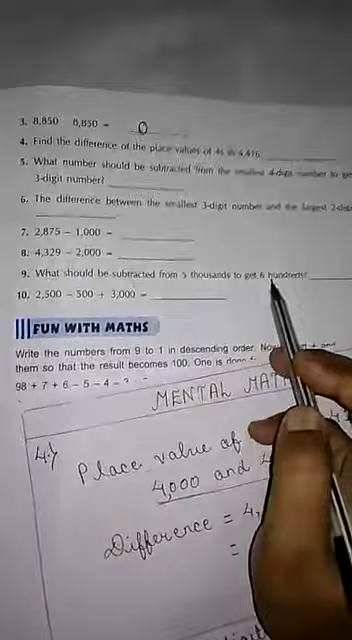 3. 8,850 - 8,850 = 0
4. Find the difference of the place values of 4s in 4,416
5. What number should be subtracted from the smallest 4-digit number to ge
3-digit number?
6. The difference between the smallest 3-digit number and the largest 2-digi
7. 2,875 - 1,000 =
8. 4,329 - 2,000 =
9. What should be subtracted from 5 thousands to get 6 hundreds?
10. 2,500 - 500 + 3,000 =
FUN WITH MATHS
Write the numbers from 9 to 1 in descending order. Now + and
them so that the result becomes 100. One is done
98 + 7 + 6 - 5 - 4 -
MENTAL MAT
4.) Place value of
4,000 and 4
Difference = 4,
=